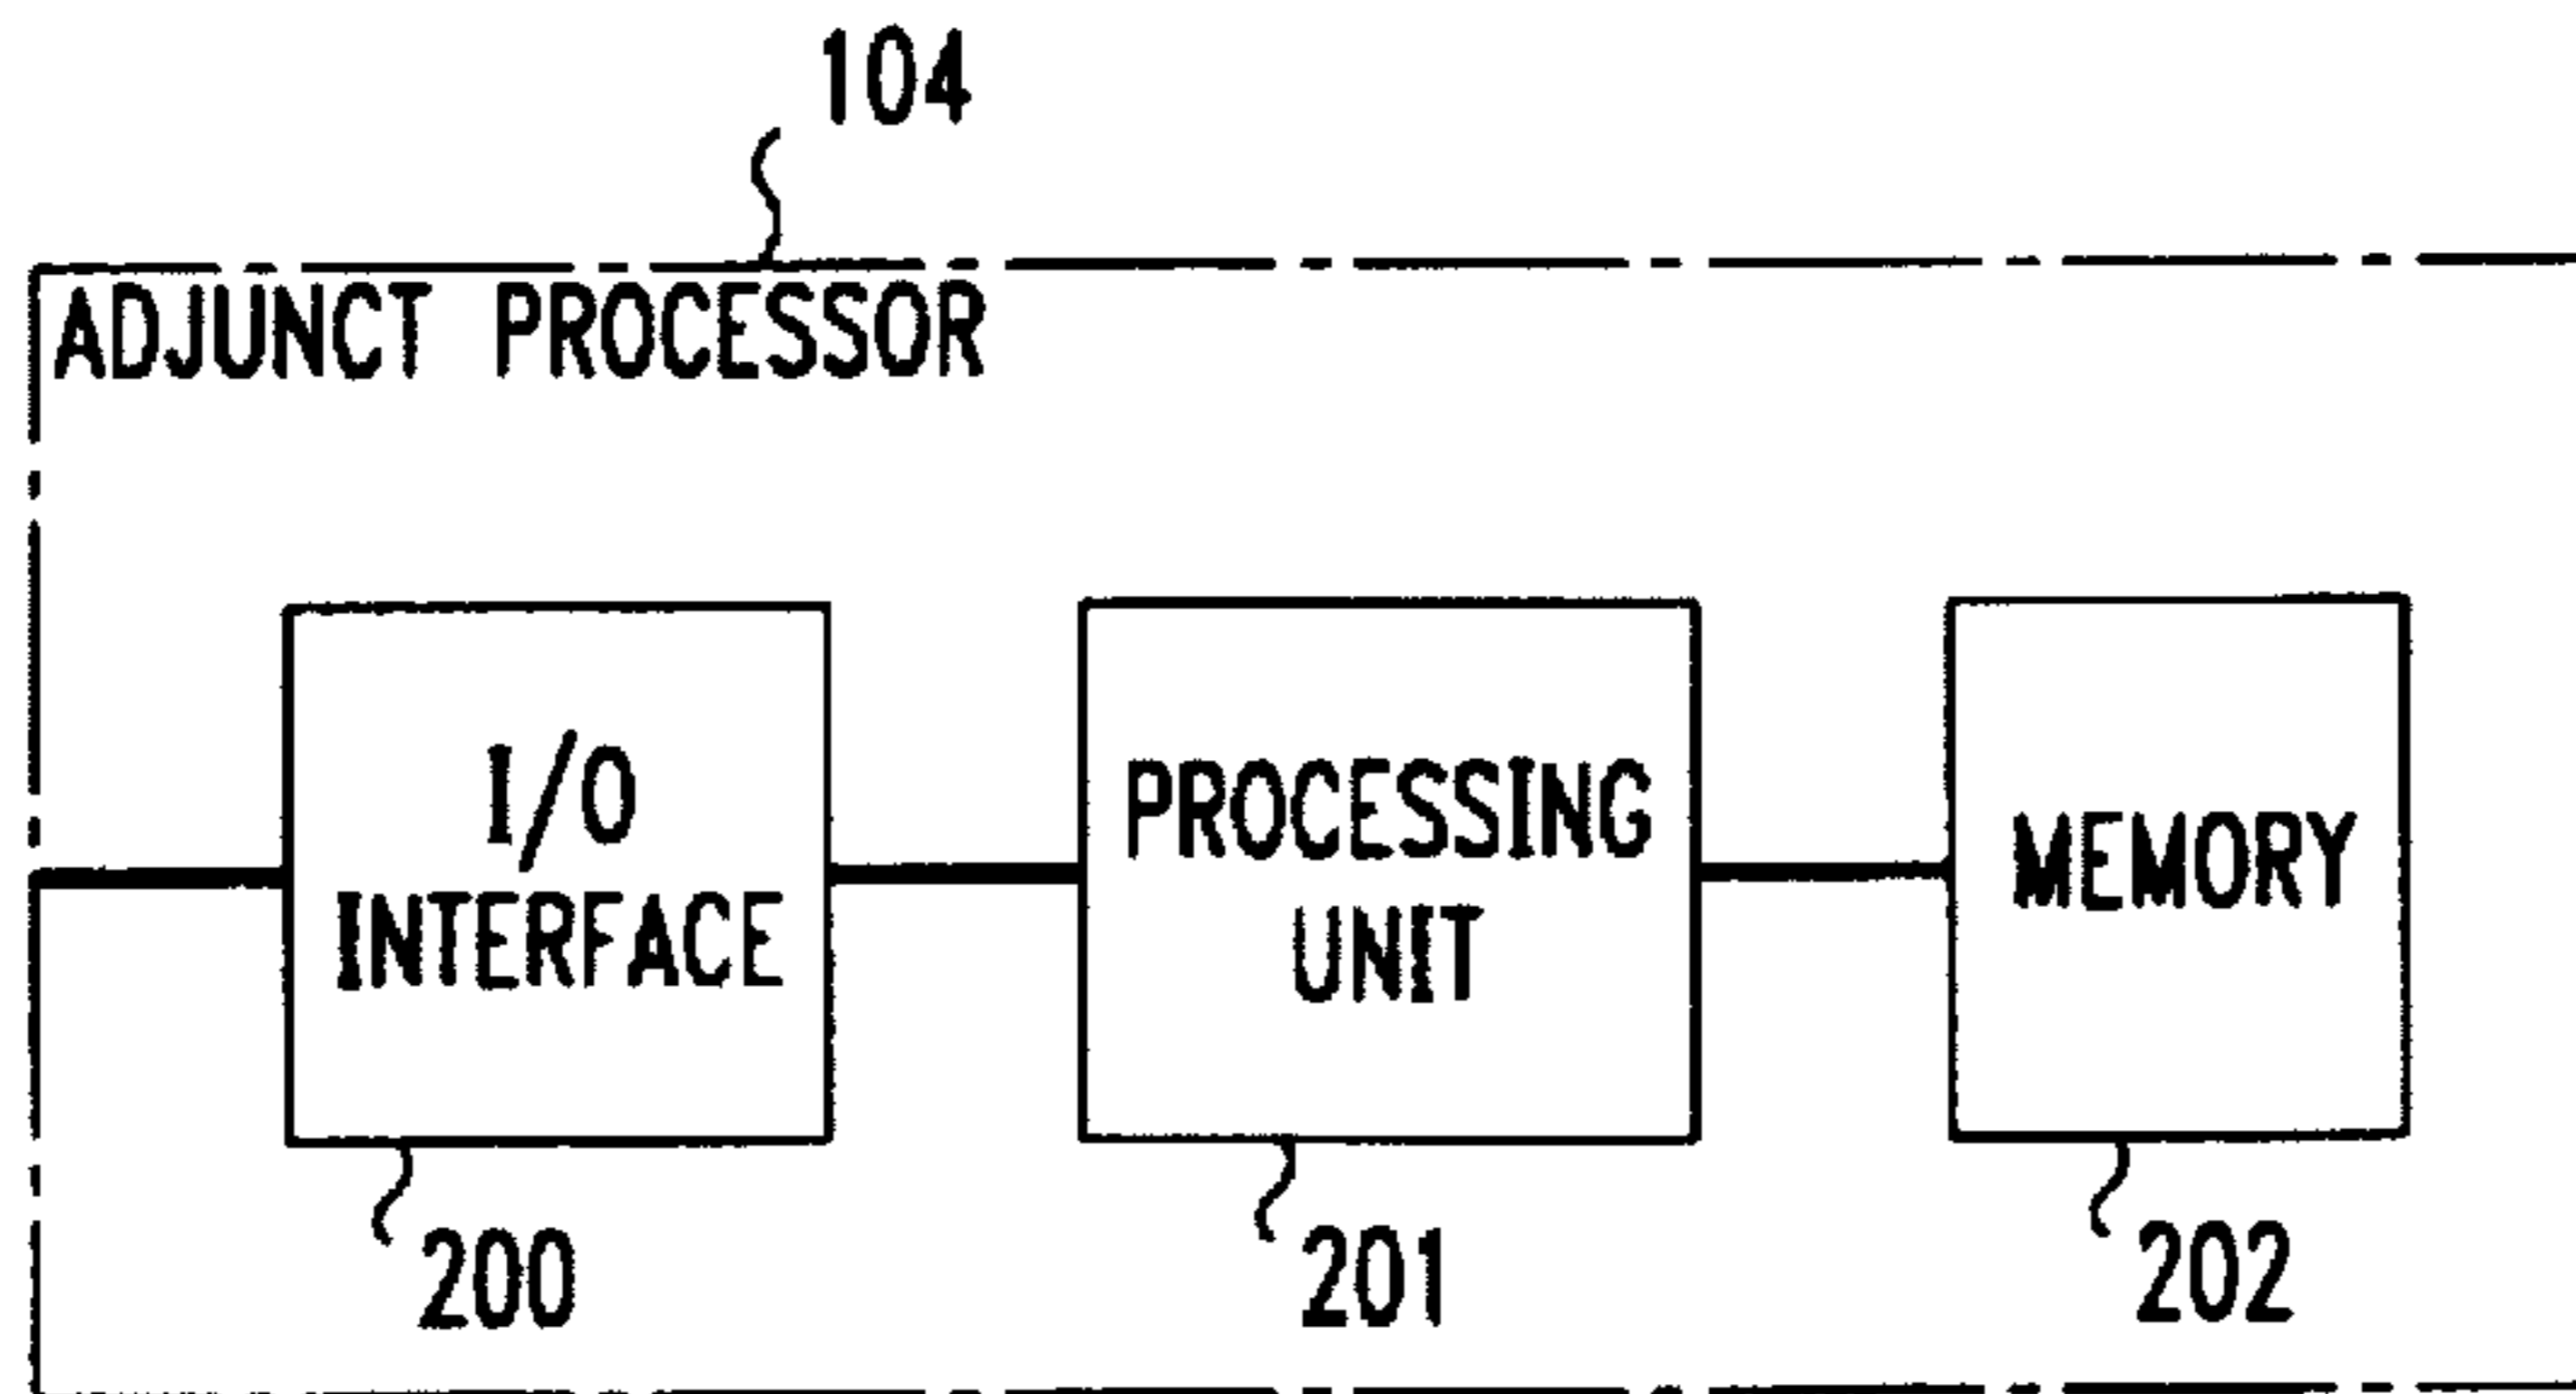 104
ADJUNCT PROCESSOR
I/O
INTERFACE
PROCESSING
UNIT
MEMORY
200
201
202